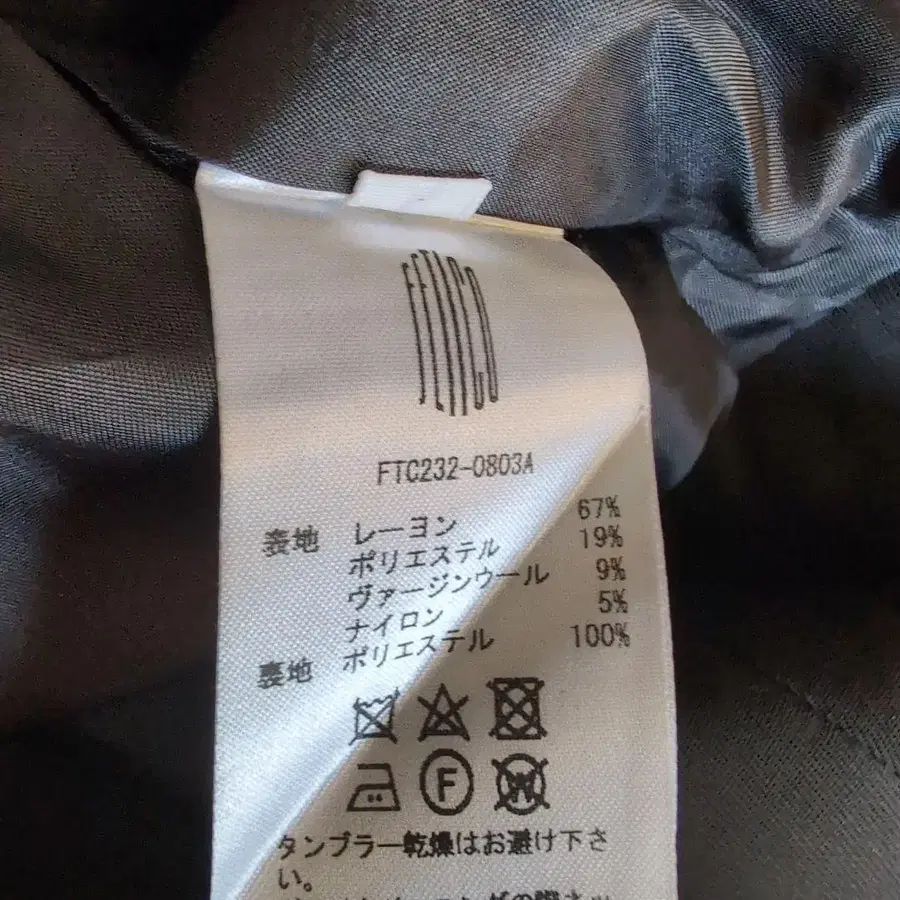 FETICO
FTC232-0803A
表地 レーヨン 67%
ポリエステル 19%
ヴァージンウール 9%
ナイロン 5%
裏地 ポリエステル 100%
F
W
タンブラー乾燥はお避け下さ
い。